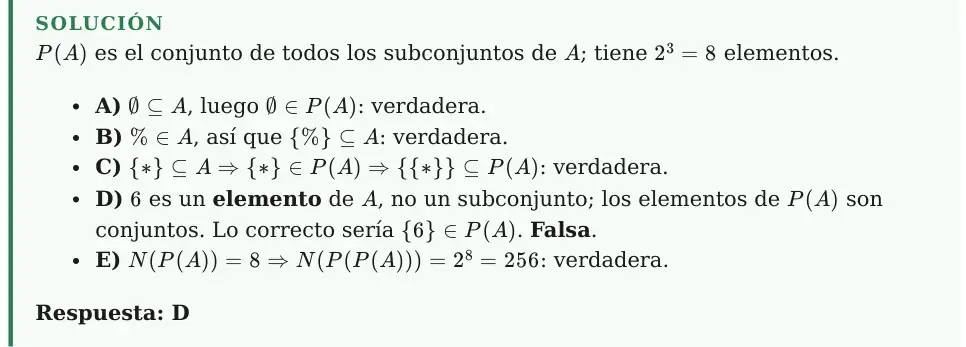 SOLUCIÓN
P(A) es el conjunto de todos los subconjuntos de A; tiene 2³ = 8 elementos.
• A) ∅ ⊆ A, luego ∅ ∈ P(A): verdadera.
• B) % ∈ A, así que {%} ⊆ A: verdadera.
• C) {∗} ⊆ A ⇒ {∗} ∈ P(A) ⇒ {{∗}} ⊆ P(A): verdadera.
• D) 6 es un elemento de A, no un subconjunto; los elementos de P(A) son
conjuntos. Lo correcto sería {6} ∈ P(A). Falsa.
• E) N(P(A)) = 8 ⇒ N(P(P(A))) = 2⁸ = 256: verdadera.
Respuesta: D